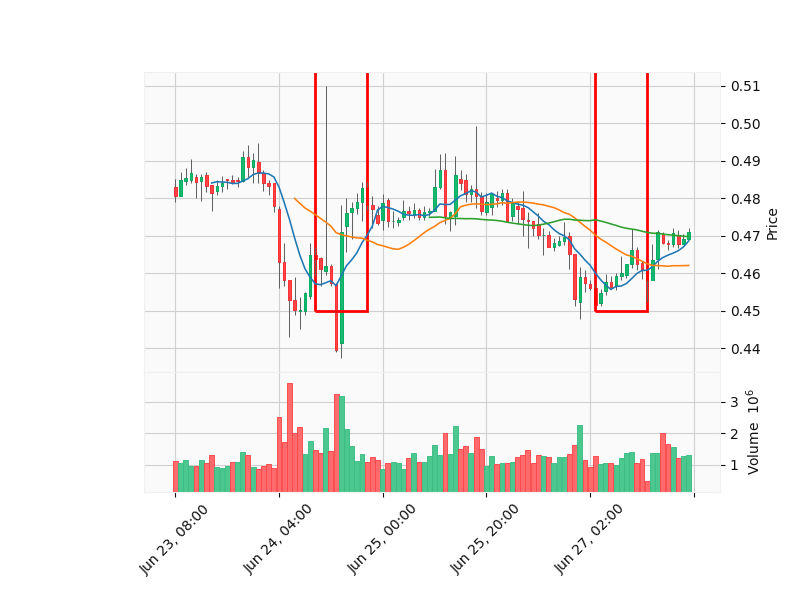 0.51
0.50
0.49
0.48
0.47
0.46
0.45
0.44
Price
3
2
1
Volume 10^6
Jun 23, 08:00
Jun 24, 04:00
Jun 25, 00:00
Jun 25, 20:00
Jun 27, 02:00